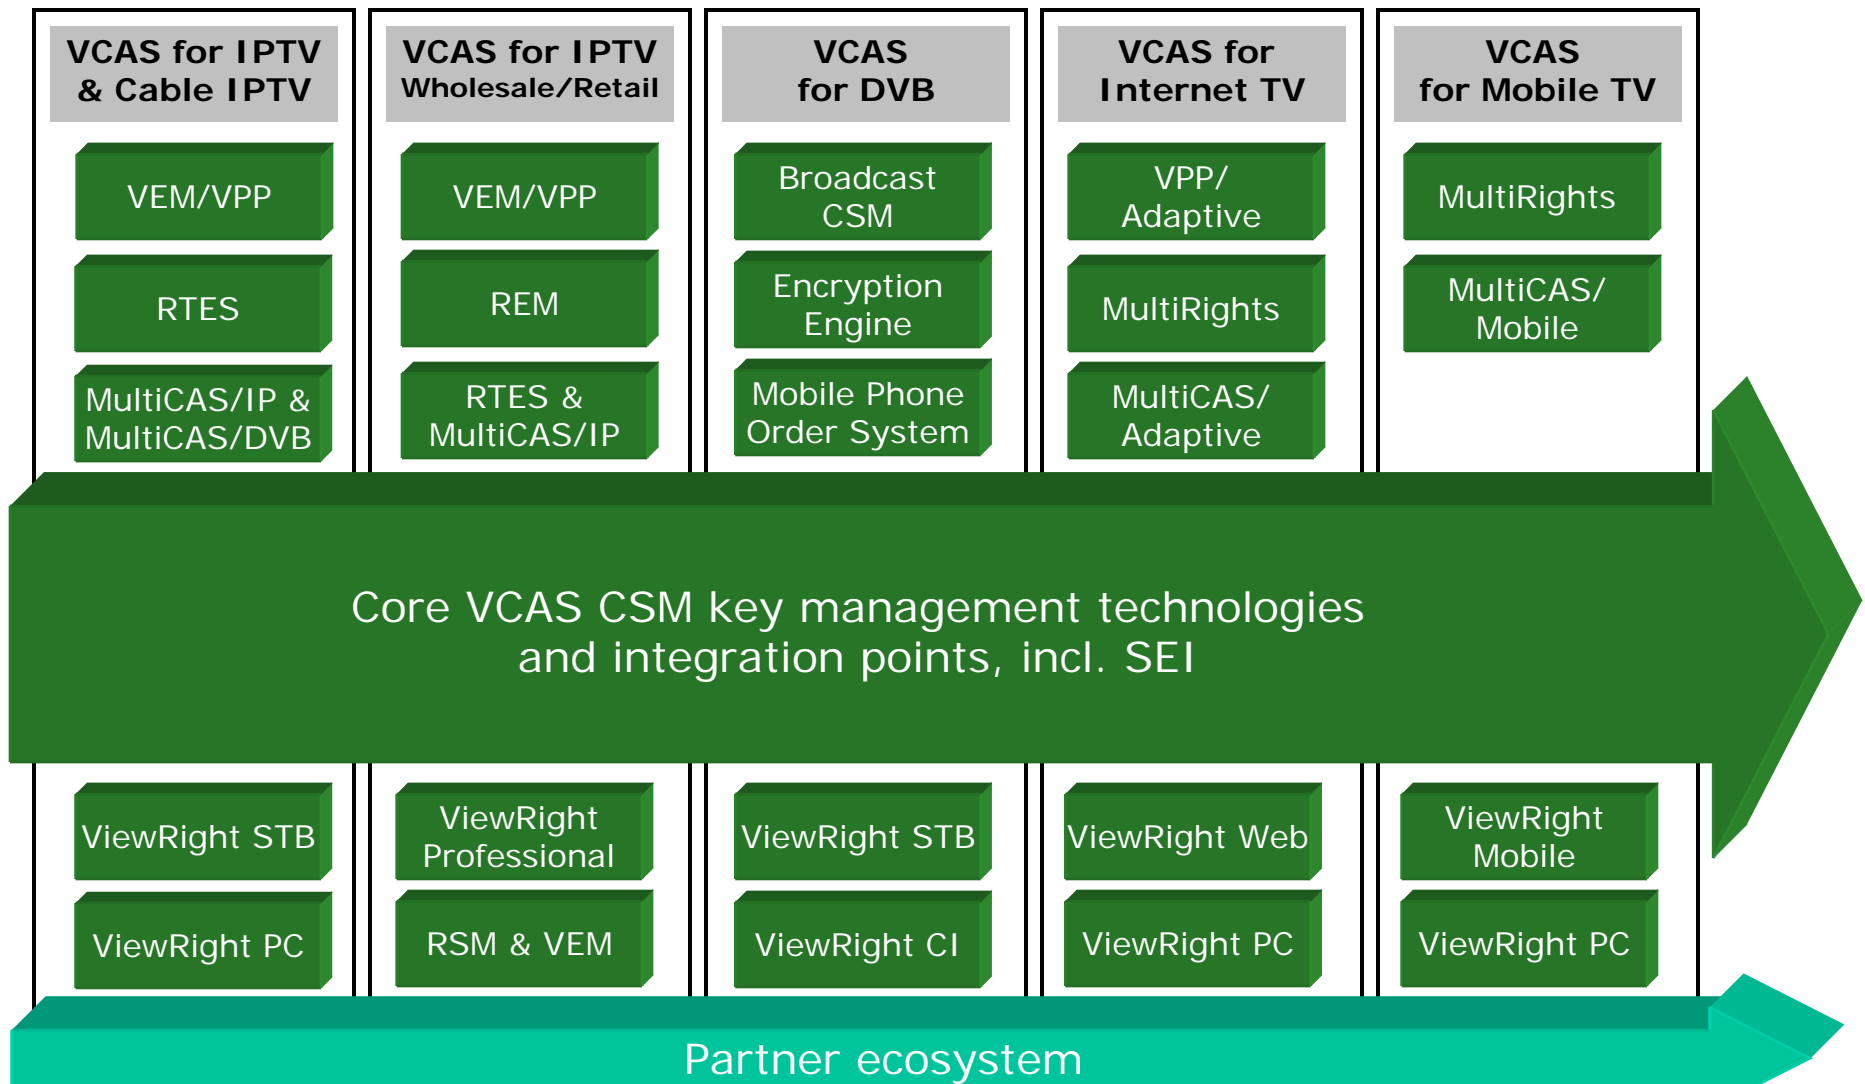 VCAS for IPTV
& Cable IPTV
VCAS for IPTV
Wholesale/Retail
VCAS
for DVB
VCAS for
Internet TV
VCAS
for Mobile TV
VEM/VPP
VEM/VPP
Broadcast
CSM
VPP/
Adaptive
MultiRights
RTES
REM
Encryption
Engine
MultiRights
MultiCAS/
Mobile
MultiCAS/IP &
MultiCAS/DVB
RTES &
MultiCAS/IP
Mobile Phone
Order System
MultiCAS/
Adaptive
Core VCAS CSM key management technologies
and integration points, incl. SEI
ViewRight STB
ViewRight
Professional
ViewRight STB
ViewRight Web
ViewRight
Mobile
ViewRight PC
RSM & VEM
ViewRight CI
ViewRight PC
ViewRight PC
Partner ecosystem